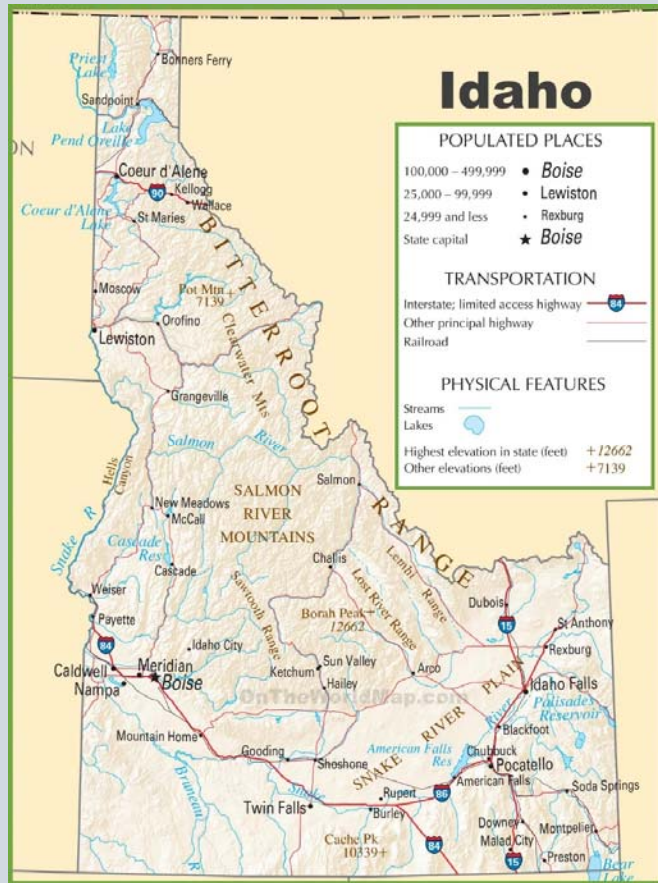 Idaho
POPULATED PLACES
100,000 – 499,999 • Boise
25,000 – 99,999 • Lewiston
24,999 and less • Rexburg
State capital ★ Boise
TRANSPORTATION
Interstate; limited access highway 84
Other principal highway
Railroad
PHYSICAL FEATURES
Streams
Lakes
Highest elevation in state (feet) +12662
Other elevations (feet) +7139
Bonners Ferry
Priest
Lake
Sandpoint
Lake
Pend Oreille
ON
Coeur d'Alene
90
Kellogg
Wallace
Coeur d'Alene
Lake
St Maries
BITTERROOT
RANGE
Moscow
Pot Mtn +
7139
Orofino
Clearwater Mts
Lewiston
Grangeville
Salmon River
Hells
Canyon
Salmon
SALMON
RIVER
MOUNTAINS
New Meadows
McCall
Snake R
Cascade
Res
Cascade
Challis
Lemhi Range
Lost River Range
Sawtooth Range
Borah Peak+
12662
Weiser
Payette
Dubois
15
St Anthony
Rexburg
84
Idaho City
Caldwell
Meridian
Boise
Nampa
Sun Valley
Ketchum
Hailey
Arco
Idaho Falls
OnTheWorldMap.com
SNAKE RIVER PLAIN
River
Palisades
Reservoir
Blackfoot
Mountain Home
Gooding
Shoshone
American Falls
Res
Chubbuck
Pocatello
American Falls
Bruneau
R
Snake
Rupert
86
Soda Springs
Twin Falls
Burley
Cache Pk
10339+
84
Downey
Malad City
Montpelier
15
Preston
Bear
Lake